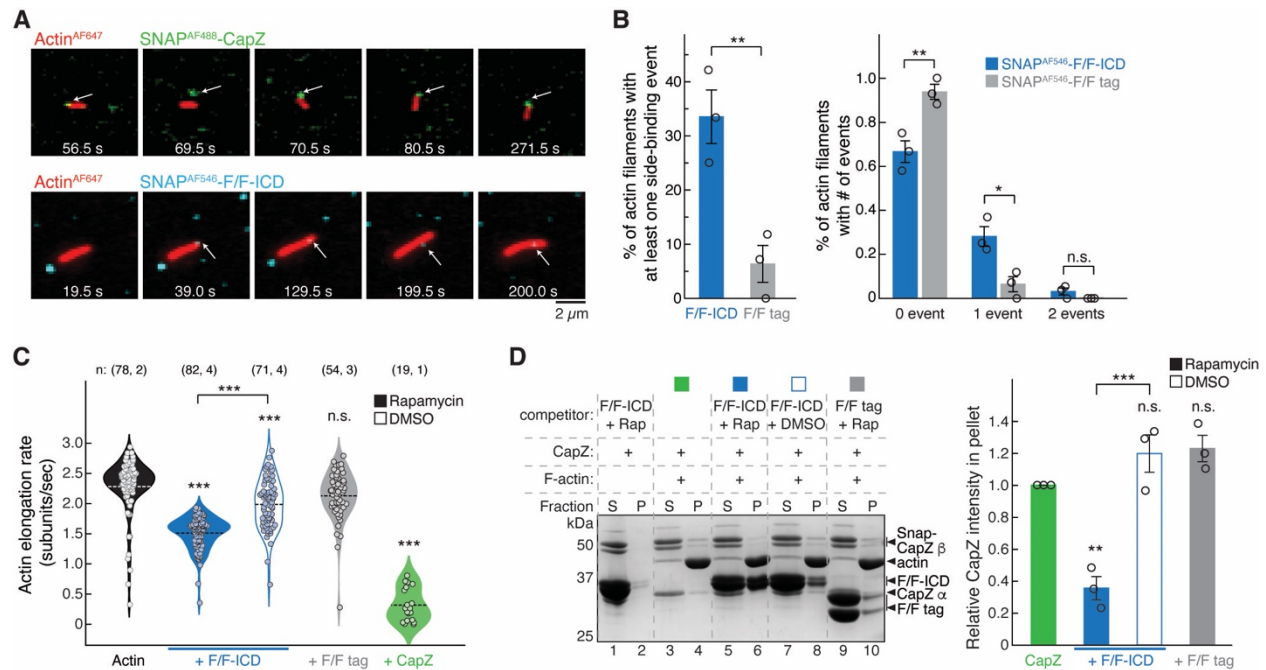 A
Actin^AF647 SNAP^AF488-CapZ
56.5 s 69.5 s 70.5 s 80.5 s 271.5 s
Actin^AF647 SNAP^AF546-F/F-ICD
19.5 s 39.0 s 129.5 s 199.5 s 200.0 s
2 µm
B
% of actin filaments with
at least one side-binding event
40
30
20
10
0
**
F/F-ICD F/F tag
% of actin filaments
with # of events
1.0
0.8
0.6
0.4
0.2
0
**
*
n.s.
SNAP^AF546-F/F-ICD
SNAP^AF546-F/F tag
0 event 1 event 2 events
C
n: (78, 2) (82, 4) (71, 4) (54, 3) (19, 1)
Rapamycin
DMSO
Actin elongation rate
(subunits/sec)
3.0
2.5
2.0
1.5
1.0
0.5
0
***
*** *** n.s. ***
Actin + F/F-ICD + F/F tag + CapZ
D
competitor:
F/F-ICD
+ Rap
F/F-ICD
+ Rap
F/F-ICD
+ DMSO
F/F tag
+ Rap
CapZ: + + + + +
F-actin: + + + +
Fraction S P S P S P S P S P
kDa
50
37
25
Snap-
CapZ β
actin
F/F-ICD
CapZ α
F/F tag
1 2 3 4 5 6 7 8 9 10
Relative CapZ intensity in pellet
1.4
1.2
1.0
0.8
0.6
0.4
0.2
0
Rapamycin
DMSO
***
** n.s. n.s.
CapZ + F/F-ICD + F/F tag